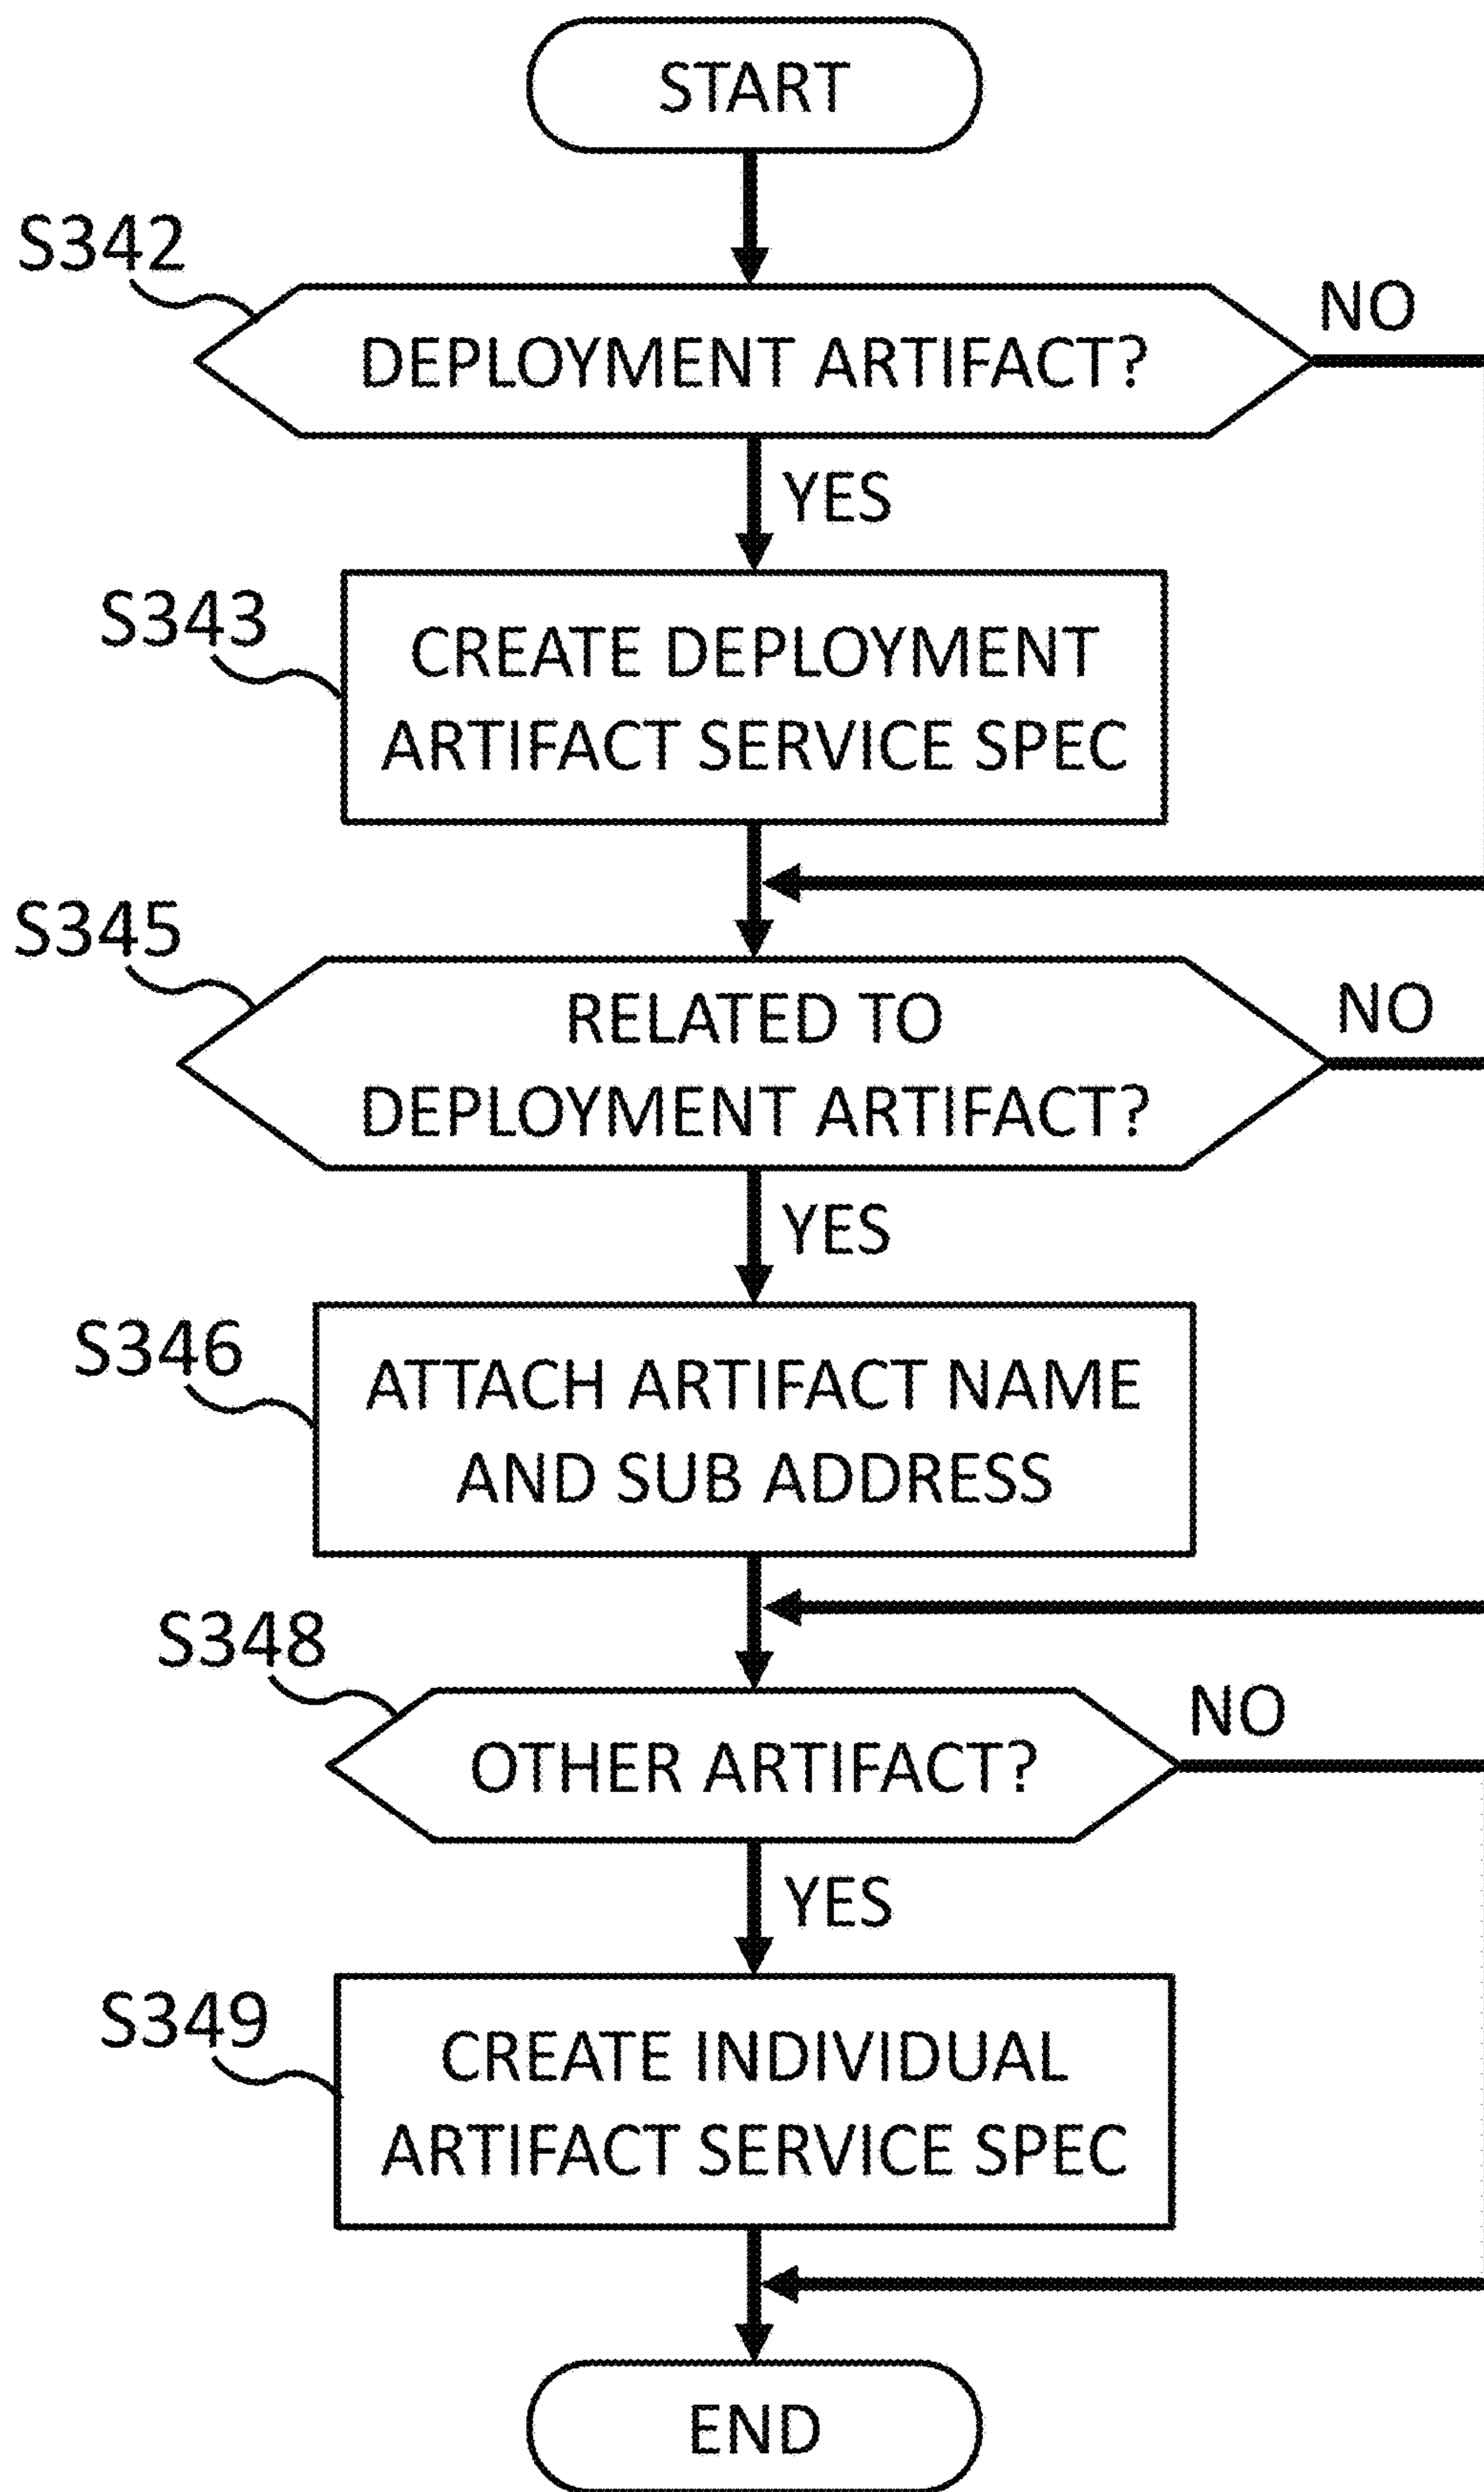 START
S342
NO
DEPLOYMENT ARTIFACT?
YES
S343
CREATE DEPLOYMENT
ARTIFACT SERVICE SPEC
S345
NO
RELATED TO
DEPLOYMENT ARTIFACT?
YES
S346
ATTACH ARTIFACT NAME
AND SUB ADDRESS
S348
NO
OTHER ARTIFACT?
YES
S349
CREATE INDIVIDUAL
ARTIFACT SERVICE SPEC
END